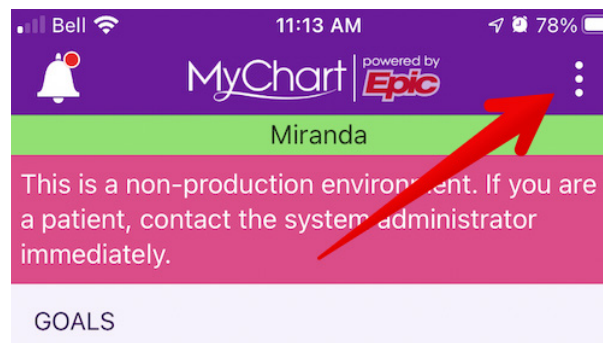 Bell 11:13 AM 78%
MyChart powered by Epic
Miranda
This is a non-production environment. If you are
a patient, contact the system administrator
immediately.
GOALS